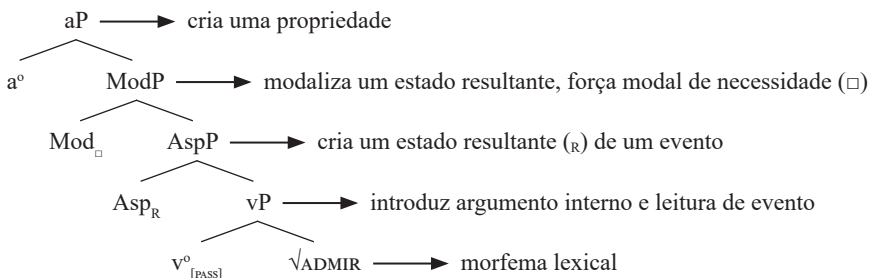 aP cria uma propriedade
aº ModP modaliza um estado resultante, força modal de necessidade (□)
Mod□ AspP cria um estado resultante (R) de um evento
AspR vP introduz argumento interno e leitura de evento
vº[PASS] √ADMIR morfema lexical